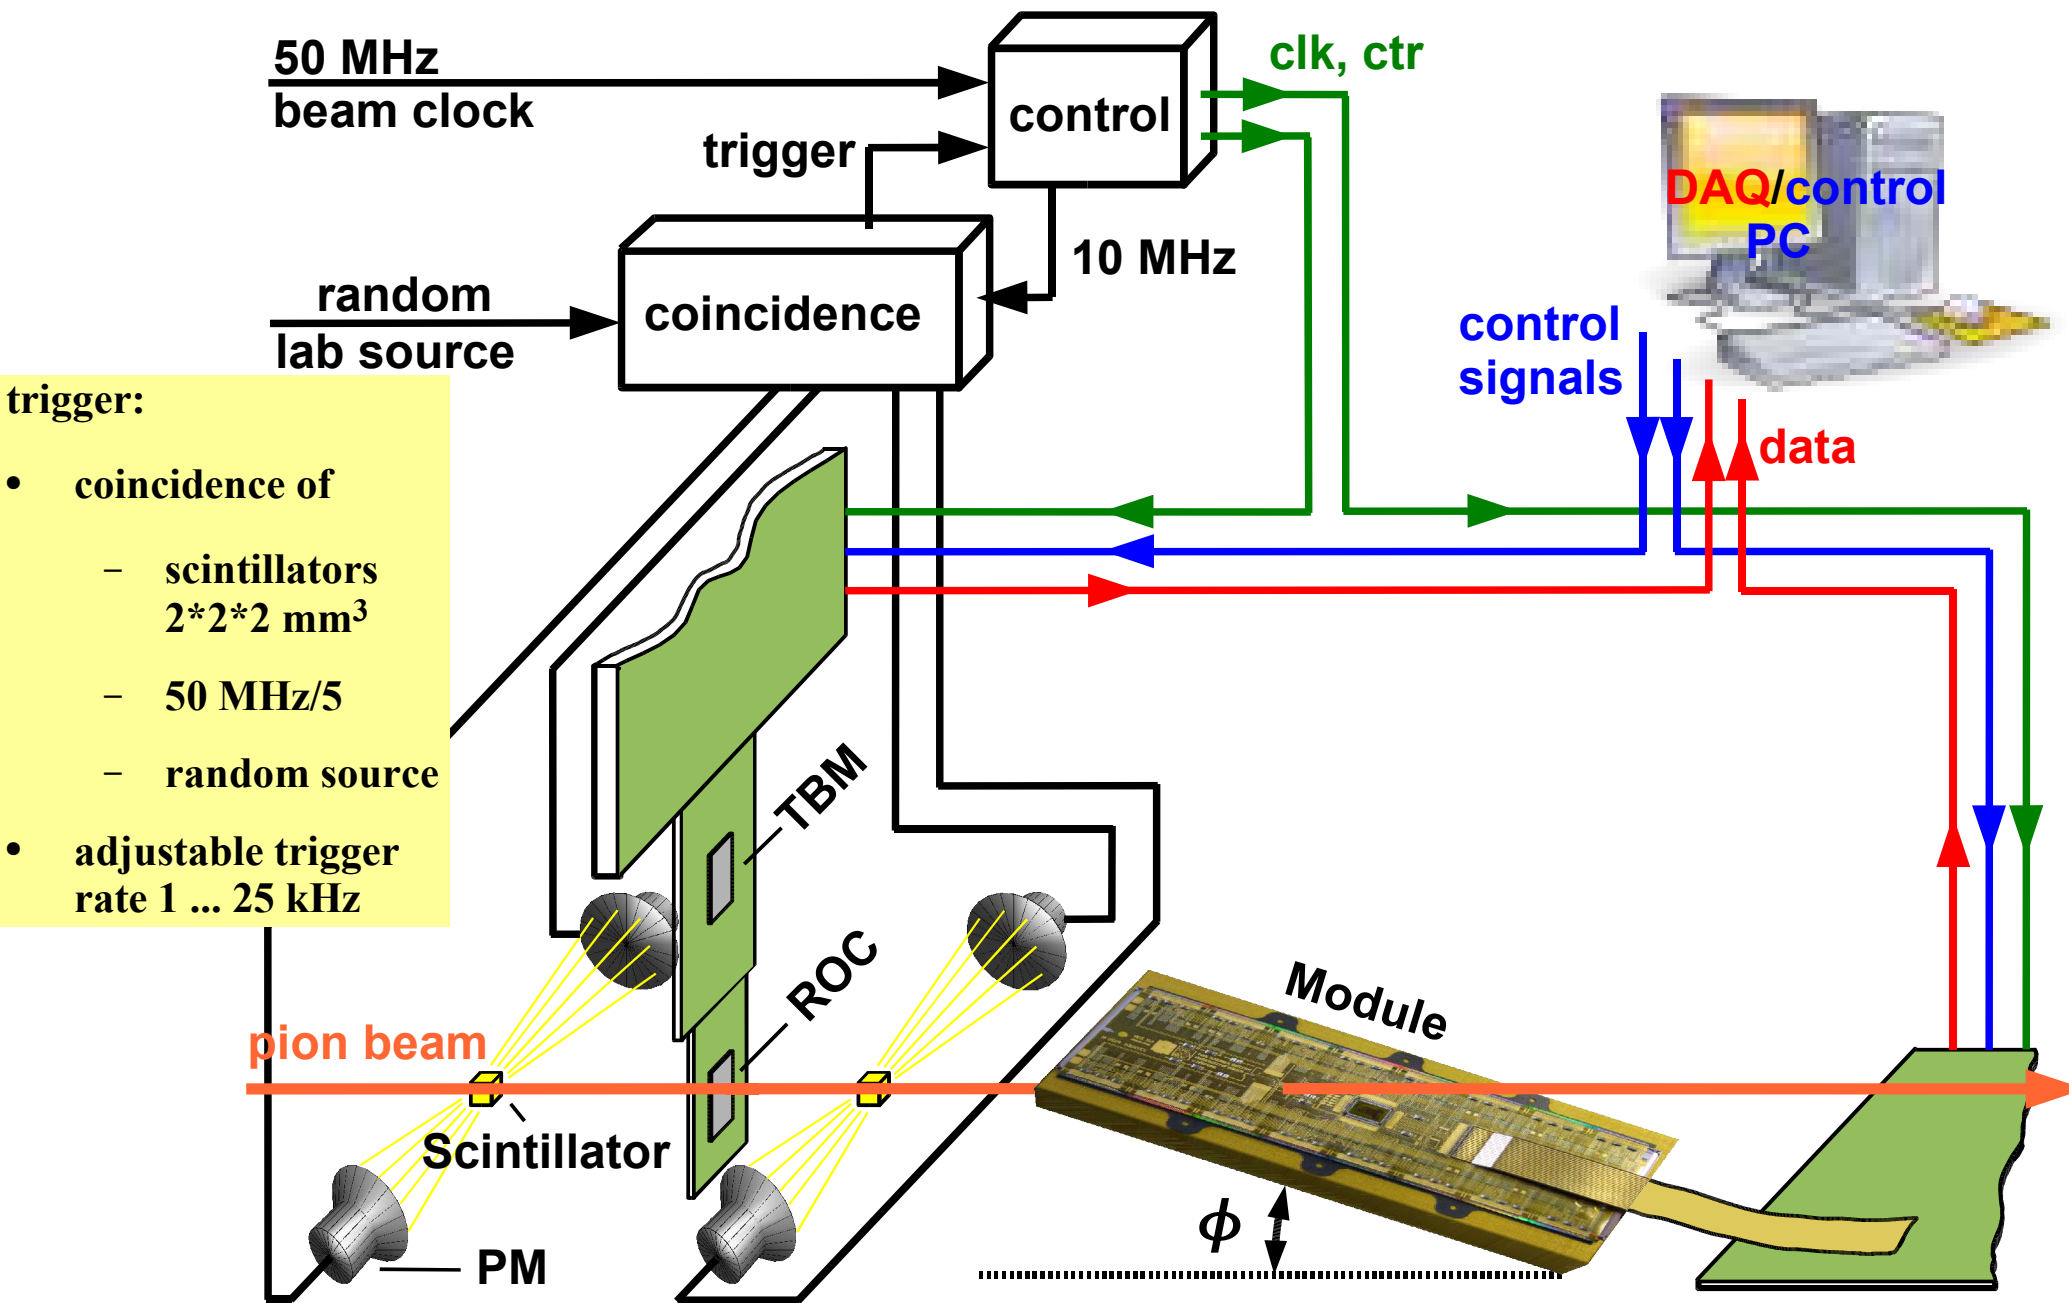 50 MHz
beam clock
clk, ctr
control
trigger
DAQ/control
PC
10 MHz
random
lab source
coincidence
control
signals
data
trigger:
• coincidence of
– scintillators
2*2*2 mm³
– 50 MHz/5
– random source
• adjustable trigger
rate 1 ... 25 kHz
TBM
ROC
Module
pion beam
Scintillator
ϕ
PM